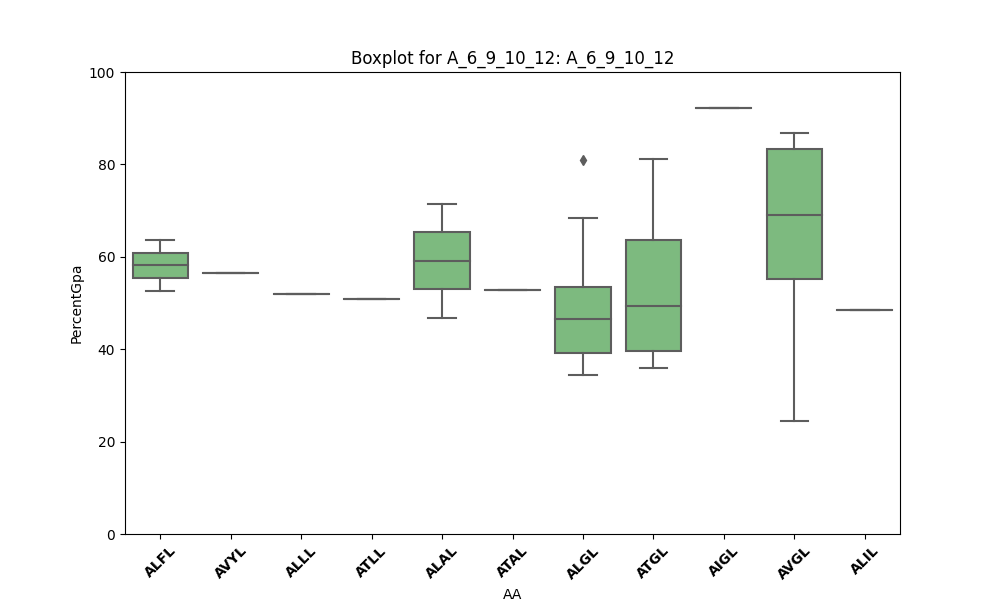 Boxplot for A_6_9_10_12: A_6_9_10_12
PercentGpa
100
80
60
40
20
0
ALFL AVYL ALLL ATLL ALAL ATAL ALGL ATGL AIGL AVGL ALIL
AA